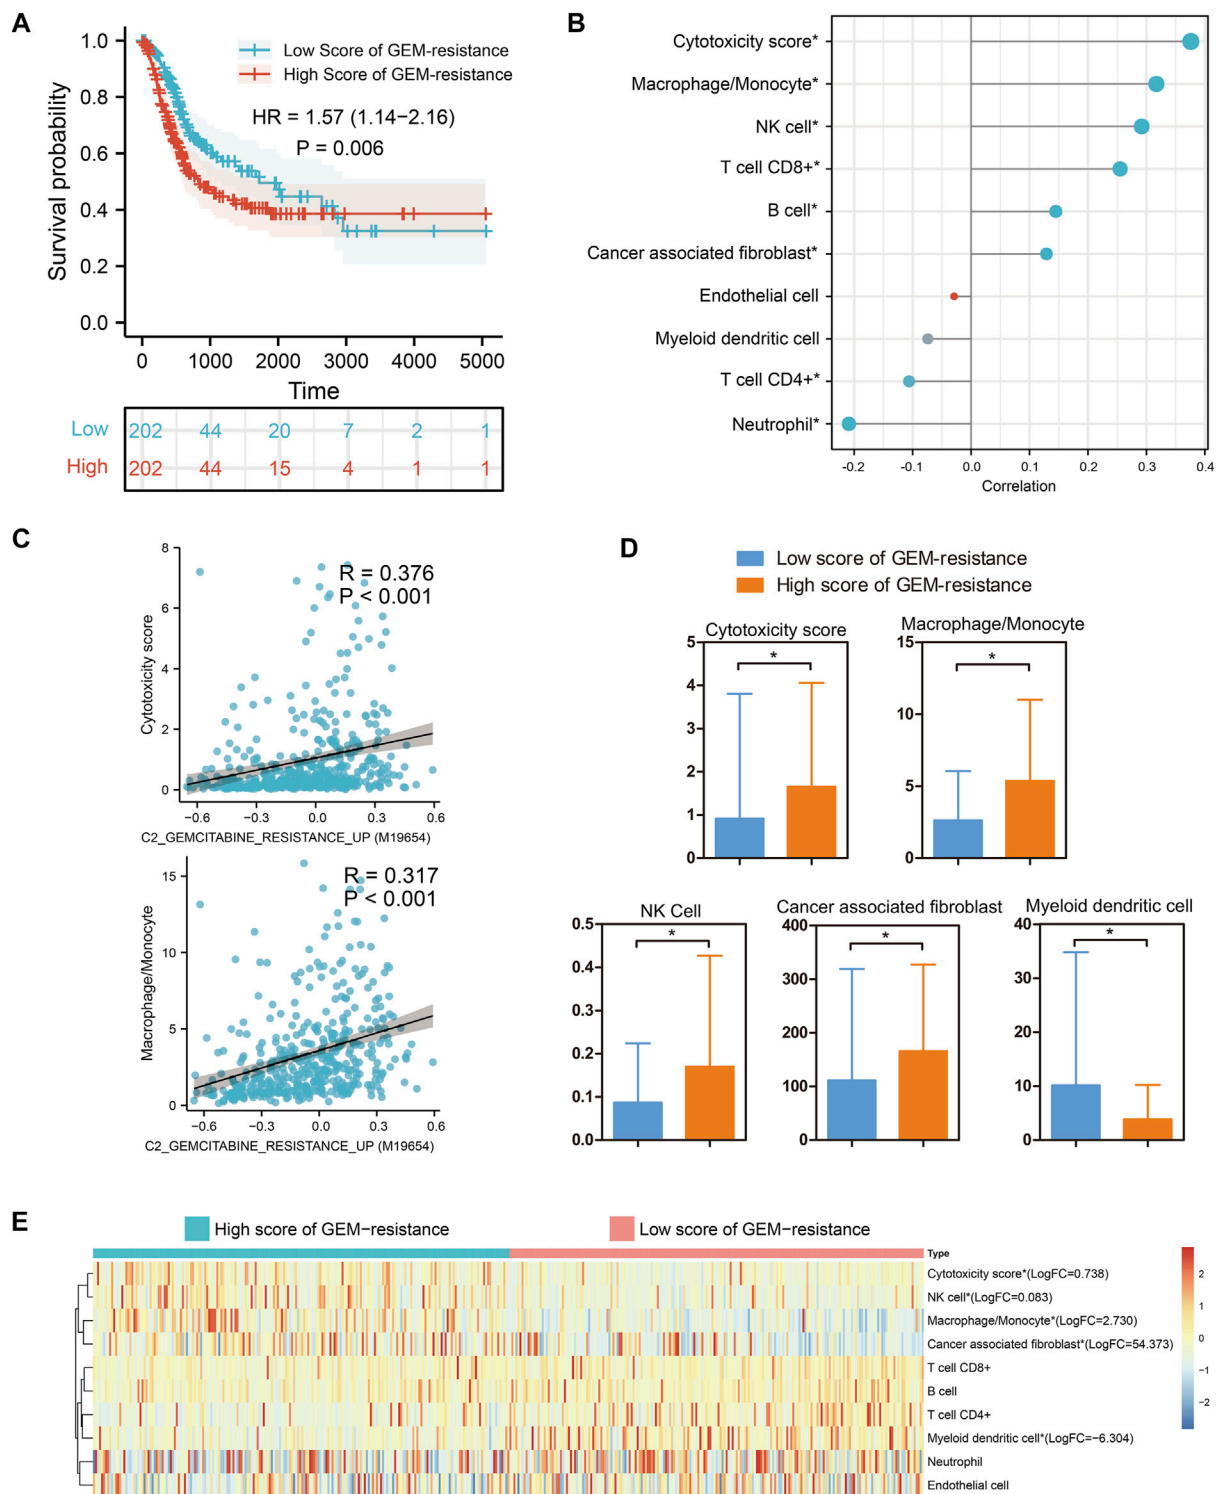 A
Low Score of GEM-resistance
High Score of GEM-resistance
HR = 1.57 (1.14−2.16)
P = 0.006
Survival probability
1.0
0.8
0.6
0.4
0.2
0.0
0 1000 2000 3000 4000 5000
Time
Low 202 44 20 7 2 1
High 202 44 15 4 1 1
B
Cytotoxicity score*
Macrophage/Monocyte*
NK cell*
T cell CD8+*
B cell*
Cancer associated fibroblast*
Endothelial cell
Myeloid dendritic cell
T cell CD4+*
Neutrophil*
-0.2 -0.1 0.0 0.1 0.2 0.3 0.4
Correlation
C
R = 0.376
P < 0.001
Cytotoxicity score
8
6
4
2
0
−0.6 −0.3 0.0 0.3 0.6
C2_GEMCITABINE_RESISTANCE_UP (M19654)
R = 0.317
P < 0.001
Macrophage/Monocyte
15
10
5
0
−0.6 −0.3 0.0 0.3 0.6
C2_GEMCITABINE_RESISTANCE_UP (M19654)
D
Low score of GEM-resistance
High score of GEM-resistance
Cytotoxicity score
5
4
3
2
1
0
*
Macrophage/Monocyte
15
10
5
0
*
NK Cell
0.5
0.4
0.3
0.2
0.1
0.0
*
Cancer associated fibroblast
400
300
200
100
0
*
Myeloid dendritic cell
40
30
20
10
0
*
E
High score of GEM−resistance
Low score of GEM−resistance
Type
Cytotoxicity score*(LogFC=0.738)
NK cell*(LogFC=0.083)
Macrophage/Monocyte*(LogFC=2.730)
Cancer associated fibroblast*(LogFC=54.373)
T cell CD8+
B cell
T cell CD4+
Myeloid dendritic cell*(LogFC=−6.304)
Neutrophil
Endothelial cell
2
1
0
−1
−2